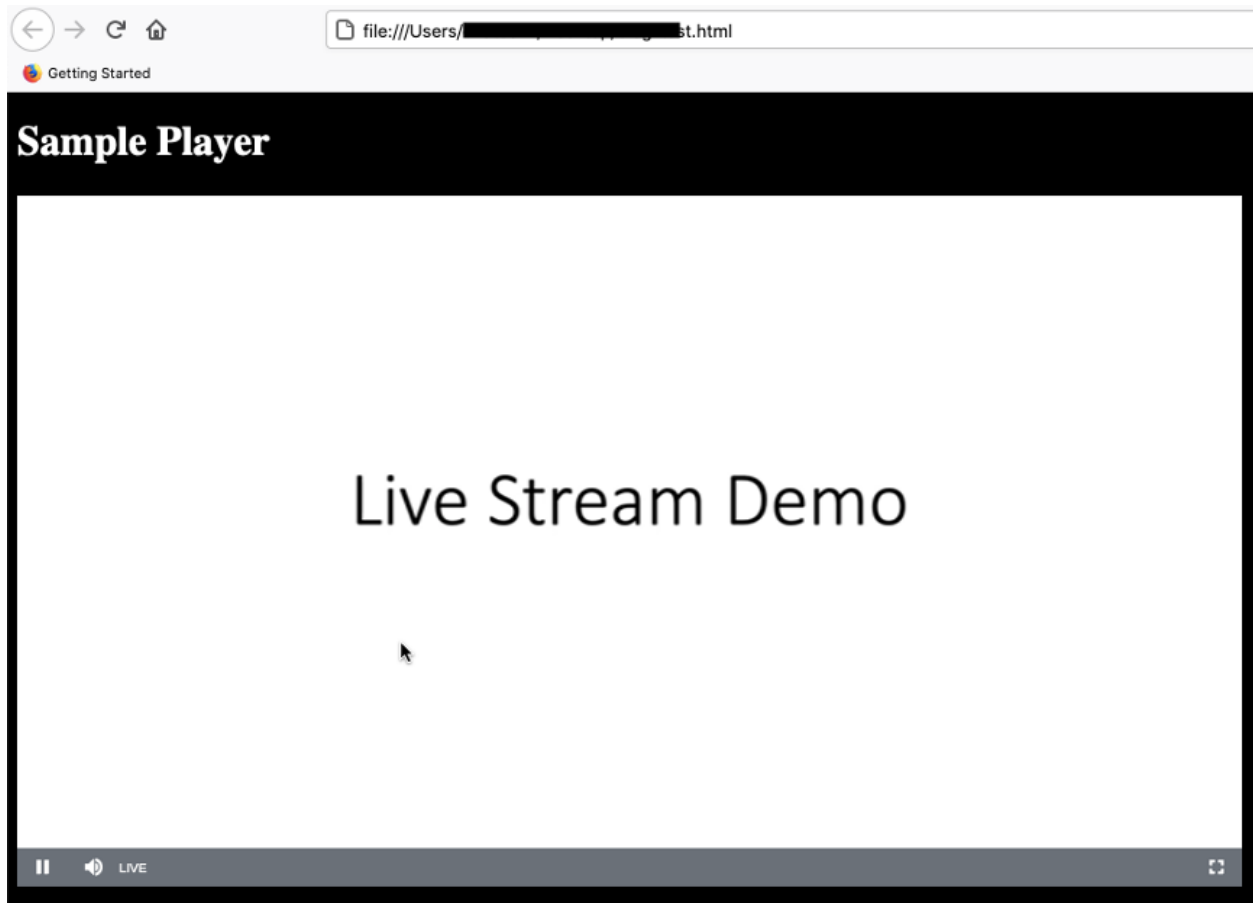 file:///Users/ st.html
Getting Started
Sample Player
Live Stream Demo
LIVE